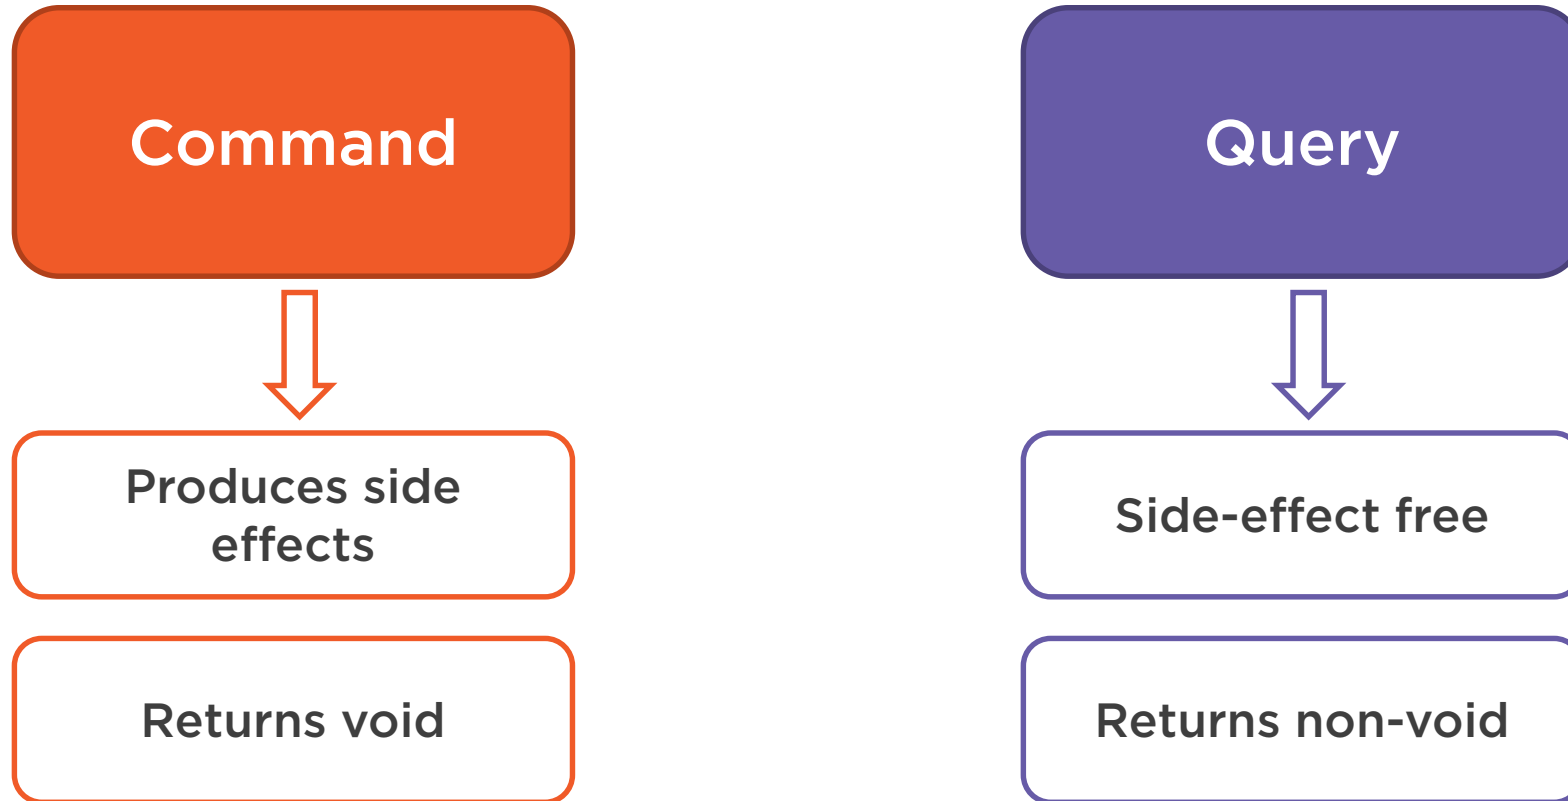 Command
Produces side
effects
Returns void
Query
Side-effect free
Returns non-void